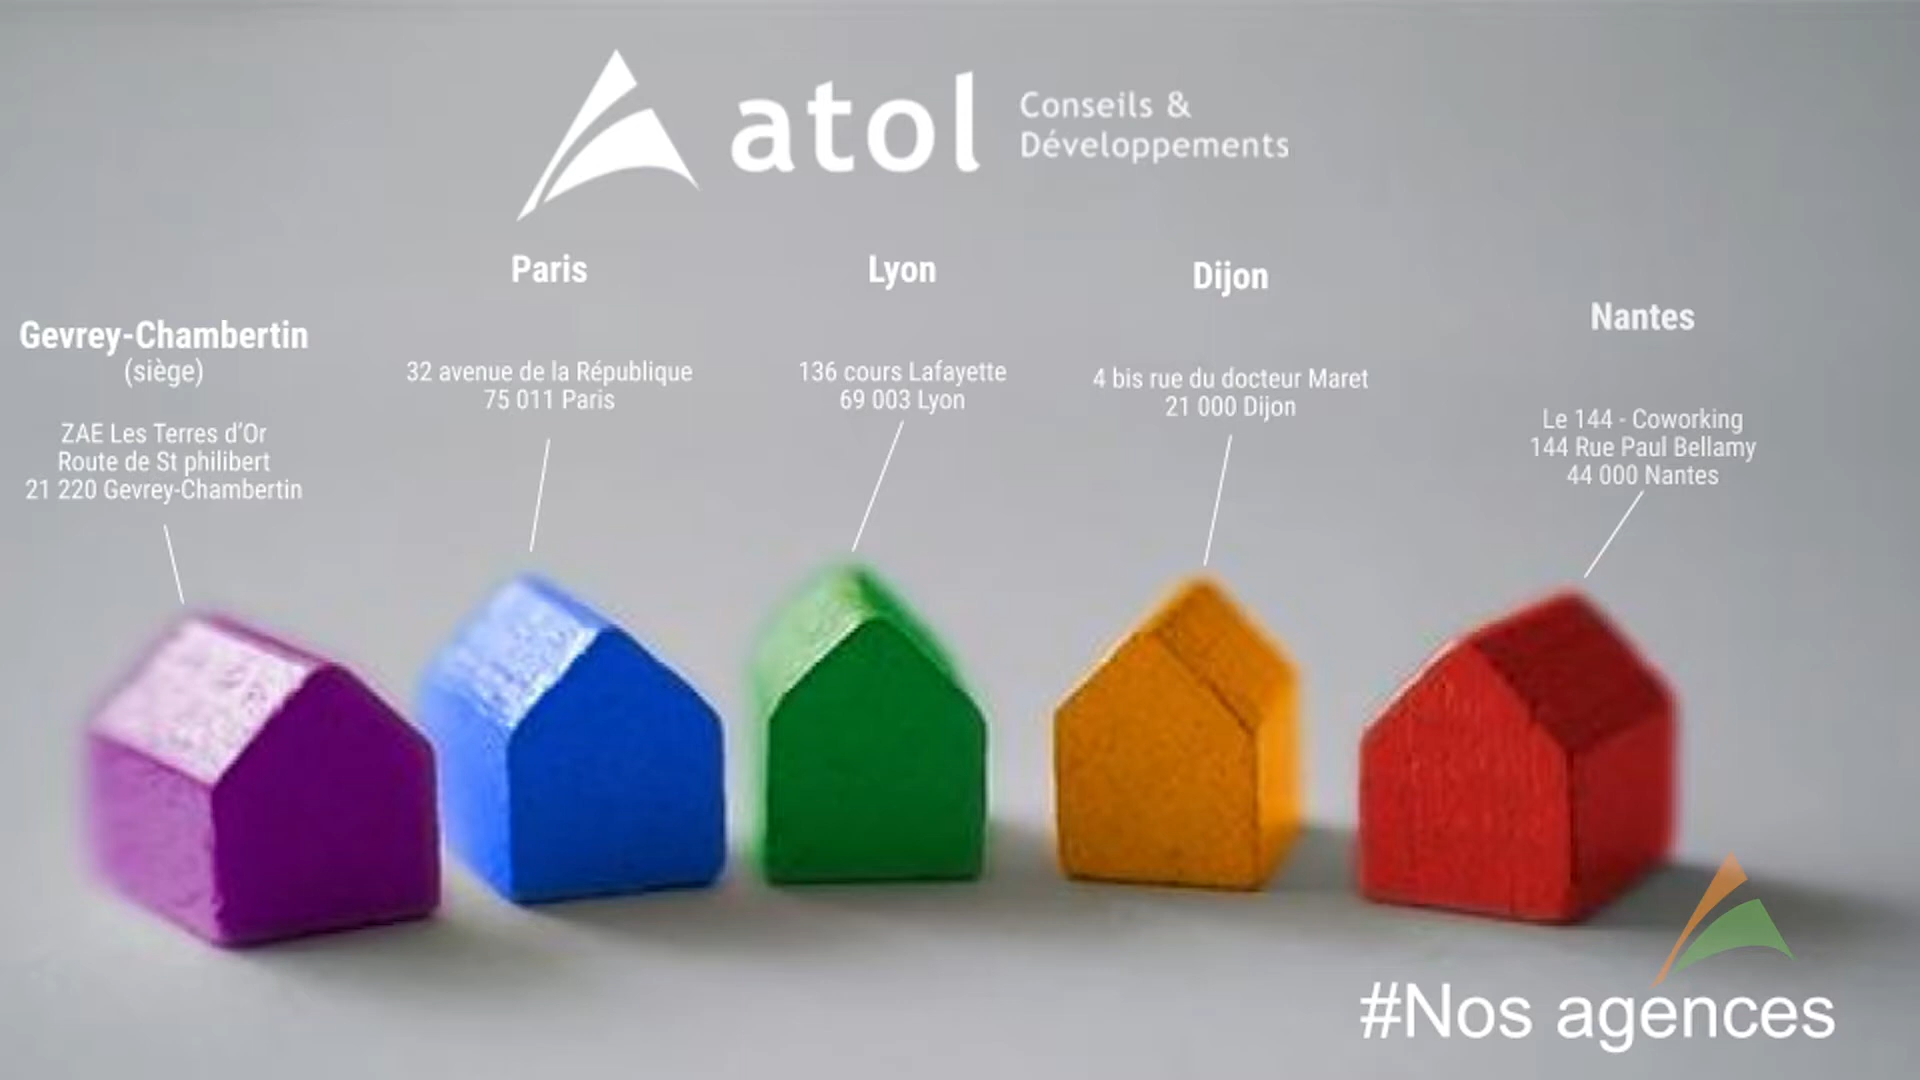 atol
Conseils &
Développements
Gevrey-Chambertin
(siège)
ZAE Les Terres d’Or
Route de St philibert
21 220 Gevrey-Chambertin
Paris
32 avenue de la République
75 011 Paris
Lyon
136 cours Lafayette
69 003 Lyon
Dijon
4 bis rue du docteur Maret
21 000 Dijon
Nantes
Le 144 - Coworking
144 Rue Paul Bellamy
44 000 Nantes
#Nos agences